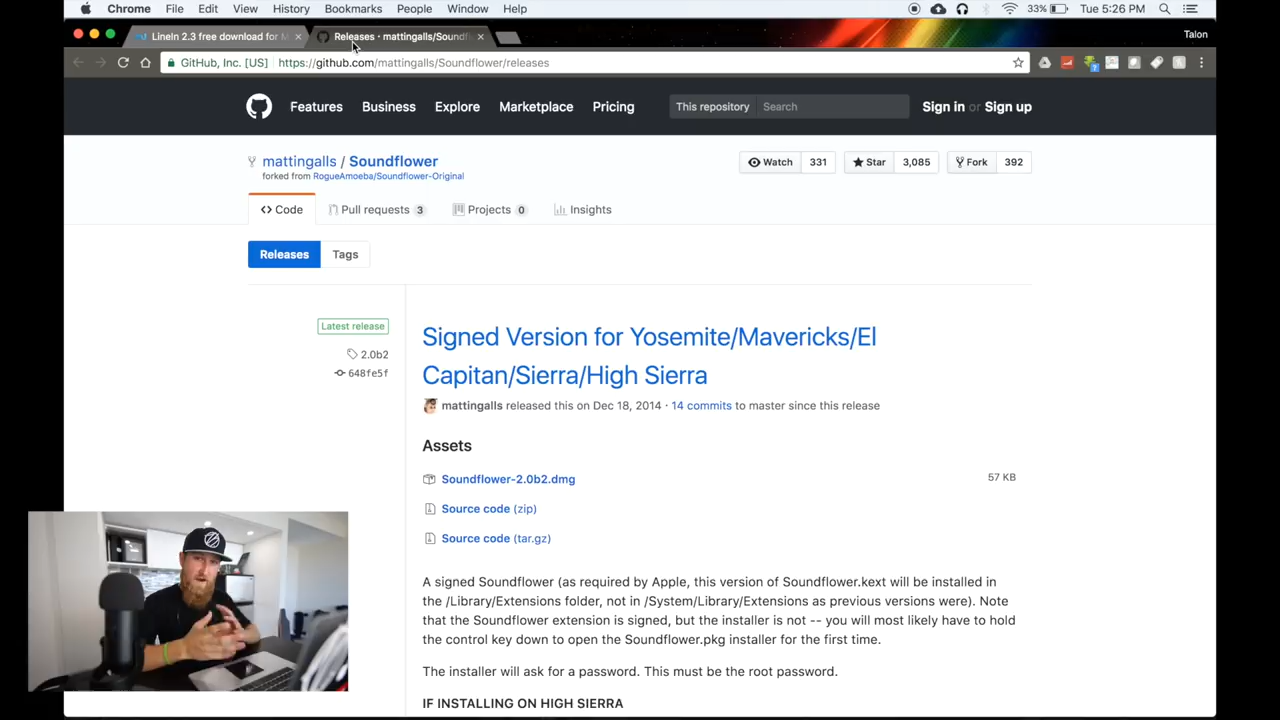 Chrome File Edit View History Bookmarks People Window Help 33% Tue 5:26 PM
LineIn 2.3 free download for M Releases · mattingalls/Soundfl Talon
GitHub, Inc. [US] https://github.com/mattingalls/Soundflower/releases
Features Business Explore Marketplace Pricing This repository Search Sign in or Sign up
mattingalls / Soundflower Watch 331 Star 3,085 Fork 392
forked from RogueAmoeba/Soundflower-Original
Code Pull requests 3 Projects 0 Insights
Releases Tags
Latest release
2.0b2
648fe5f
Signed Version for Yosemite/Mavericks/El
Capitan/Sierra/High Sierra
mattingalls released this on Dec 18, 2014 · 14 commits to master since this release
Assets
Soundflower-2.0b2.dmg 57 KB
Source code (zip)
Source code (tar.gz)
A signed Soundflower (as required by Apple, this version of Soundflower.kext will be installed in
the /Library/Extensions folder, not in /System/Library/Extensions as previous versions were). Note
that the Soundflower extension is signed, but the installer is not -- you will most likely have to hold
the control key down to open the Soundflower.pkg installer for the first time.
The installer will ask for a password. This must be the root password.
IF INSTALLING ON HIGH SIERRA